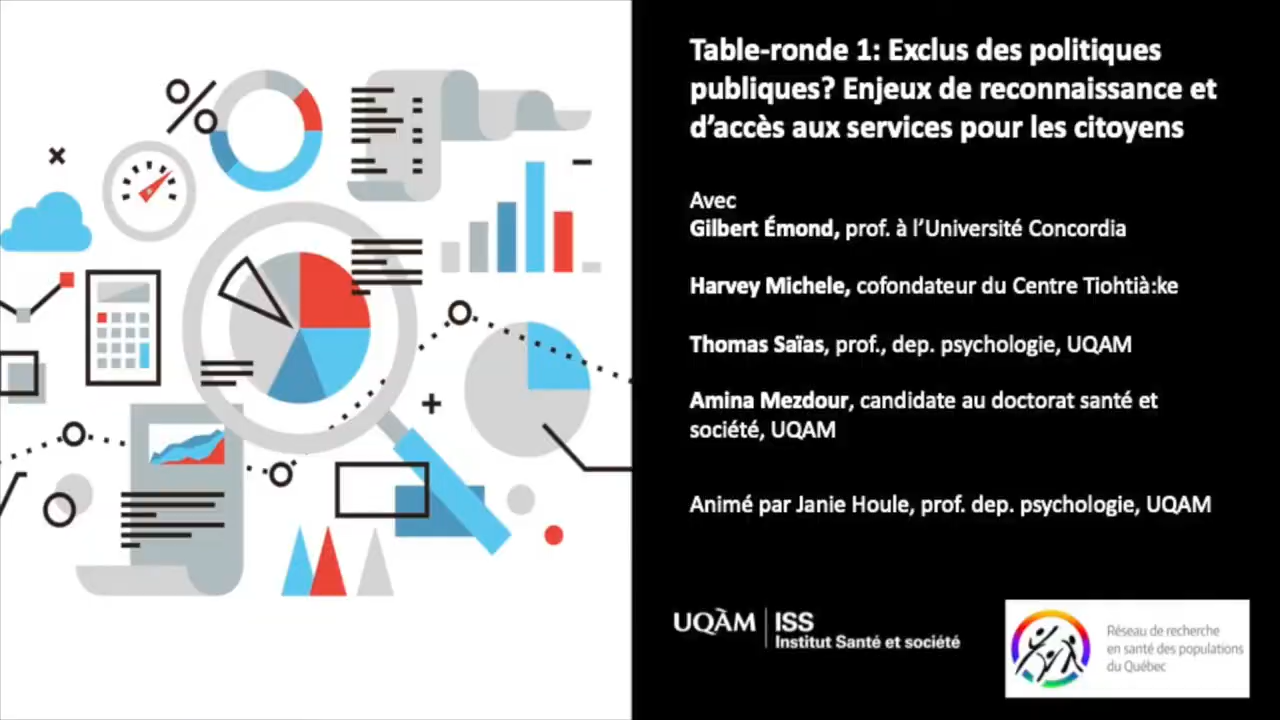 Table-ronde 1: Exclus des politiques
publiques? Enjeux de reconnaissance et
d'accès aux services pour les citoyens
Avec
Gilbert Émond, prof. à l'Université Concordia
Harvey Michele, cofondateur du Centre Tiohtià:ke
Thomas Saïas, prof., dep. psychologie, UQAM
Amina Mezdour, candidate au doctorat santé et
société, UQAM
Animé par Janie Houle, prof. dep. psychologie, UQAM
UQÀM
ISS
Institut Santé et société
Réseau de recherche
en santé des populations
du Québec